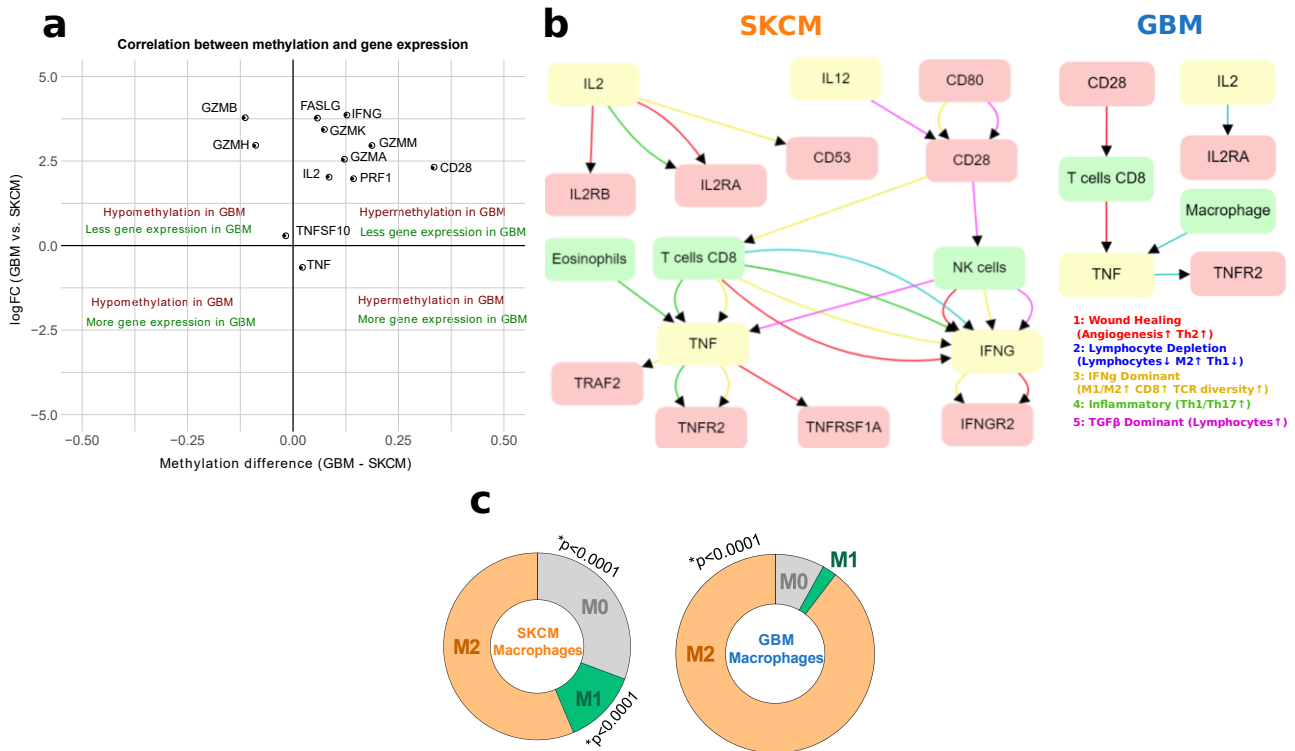 a
Correlation between methylation and gene expression
logFC (GBM vs. SKCM)
5.0
2.5
0.0
−2.5
−5.0
GZMB
FASLG
IFNG
GZMK
GZMH
GZMM
GZMA
CD28
IL2
PRF1
Hypomethylation in GBM
Less gene expression in GBM
Hypermethylation in GBM
Less gene expression in GBM
TNFSF10
TNF
Hypomethylation in GBM
More gene expression in GBM
Hypermethylation in GBM
More gene expression in GBM
−0.50
−0.25
0.00
0.25
0.50
Methylation difference (GBM - SKCM)
b
SKCM
IL2
IL12
CD80
IL2RB
IL2RA
CD53
CD28
Eosinophils
T cells CD8
NK cells
TNF
IFNG
TRAF2
TNFR2
TNFRSF1A
IFNGR2
GBM
CD28
IL2
T cells CD8
IL2RA
Macrophage
TNF
TNFR2
1: Wound Healing
(Angiogenesis↑ Th2↑)
2: Lymphocyte Depletion
(Lymphocytes↓ M2↑ Th1↓)
3: IFNg Dominant
(M1/M2↑ CD8↑ TCR diversity↑)
4: Inflammatory (Th1/Th17↑)
5: TGFβ Dominant (Lymphocytes↑)
c
*p<0.0001
M0
M2
SKCM
Macrophages
M1
*p<0.0001
*p<0.0001
M0
M1
M2
GBM
Macrophages